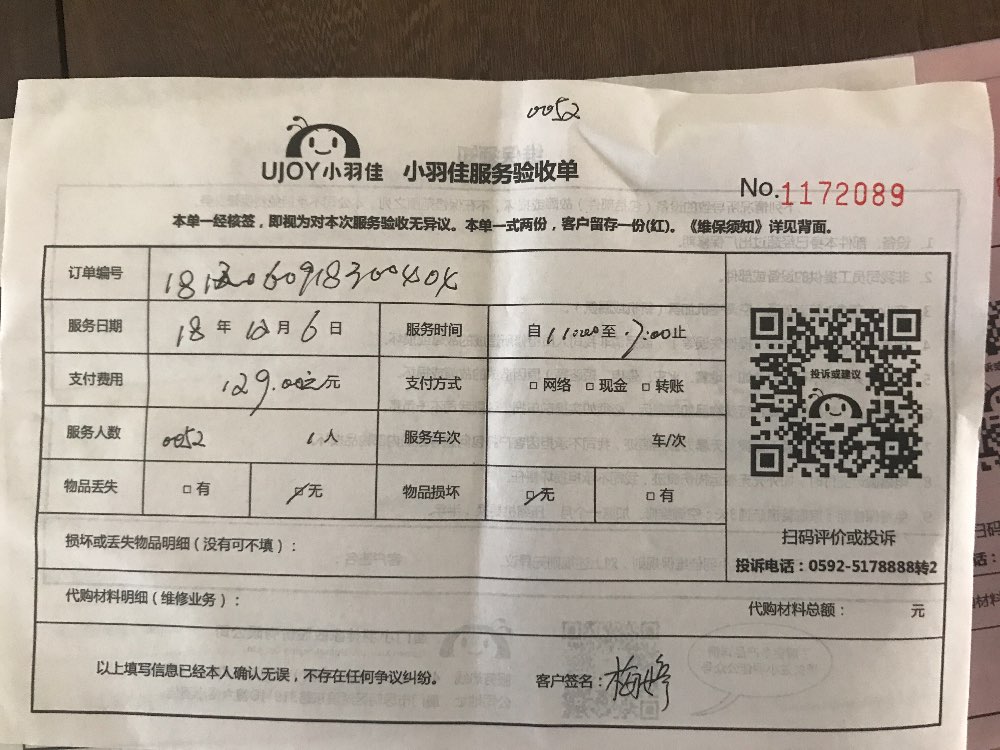 0052
UJOY小羽佳 小羽佳服务验收单
No.1172089
本单一经核签，即视为对本次服务验收无异议。本单一式两份，客户留存一份(红)。《维保须知》详见背面。
订单编号
服务日期 18 年 12 月 6 日 服务时间 自 11:00 至 :00 止
支付费用 129.00 元 支付方式 □ 网络 □ 现金 □ 转账
投诉或建议
服务人数 0052 1人 服务车次 车/次
物品丢失 □ 有 □ 无 物品损坏 □ 无 □ 有
扫码评价或投诉
损坏或丢失物品明细（没有可不填）：
投诉电话：0592-5178888转2
代购材料明细（维修业务）： 代购材料总额： 元
以上填写信息已经本人确认无误，不存在任何争议纠纷。 客户签名：梅婷